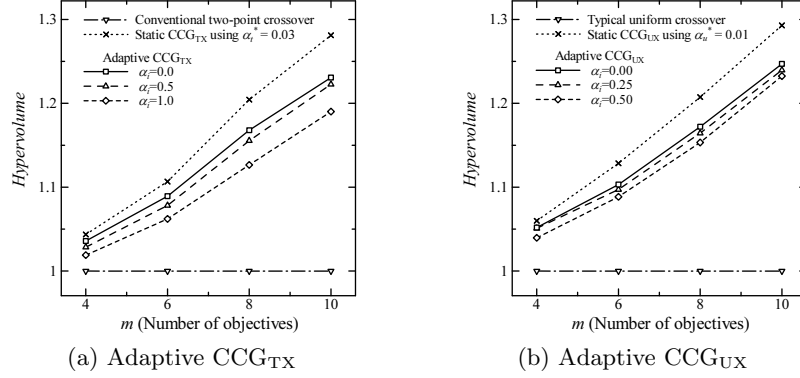 Conventional two-point crossover
Static CCG_TX using α_t* = 0.03
Adaptive CCG_TX
α_i=0.0
α_i=0.5
α_i=1.0
1.3
1.2
1.1
1
Hypervolume
4 6 8 10
m (Number of objectives)
(a) Adaptive CCG_TX
Typical uniform crossover
Static CCG_UX using α_u* = 0.01
Adaptive CCG_UX
α_i=0.00
α_i=0.25
α_i=0.50
1.3
1.2
1.1
1
Hypervolume
4 6 8 10
m (Number of objectives)
(b) Adaptive CCG_UX